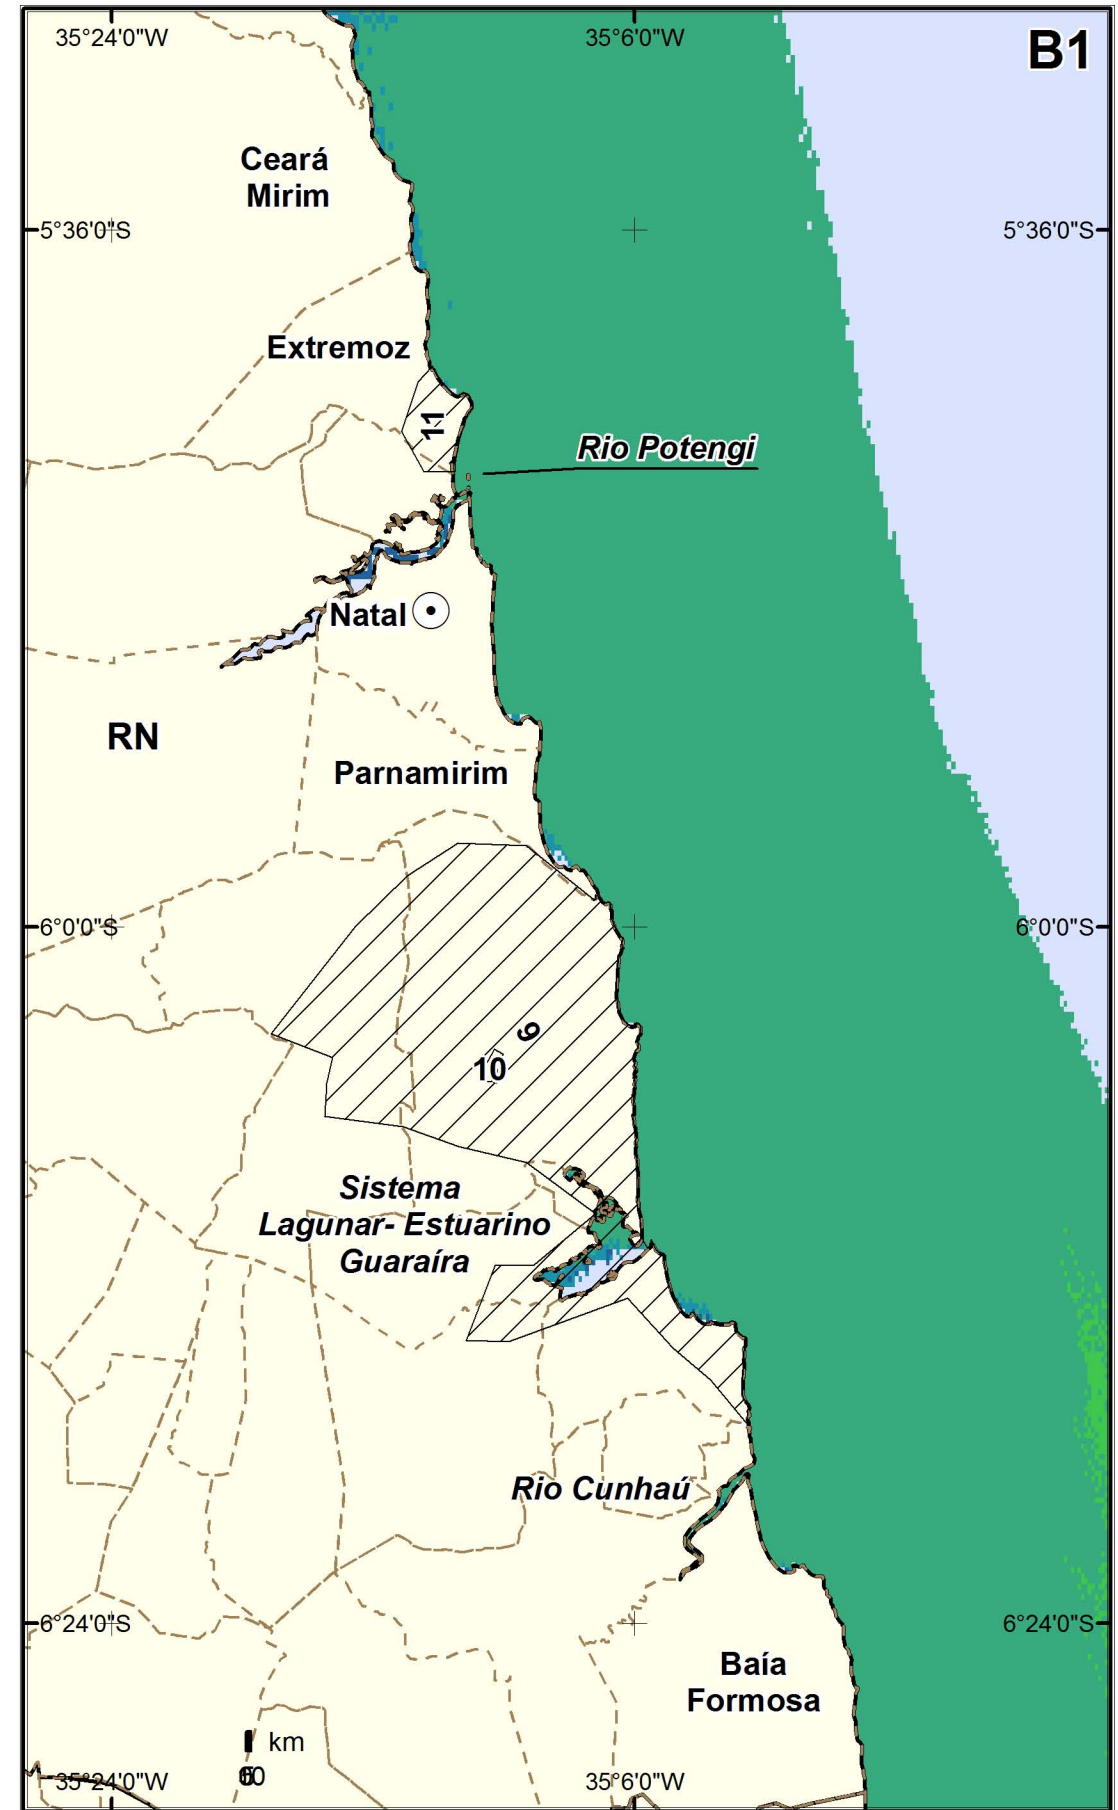 35°24'0"W
35°6'0"W
B1
Ceará
Mirim
5°36'0"S
5°36'0"S
Extremoz
11
Rio Potengi
Natal
RN
Parnamirim
6°0'0"S
6°0'0"S
9
10
Sistema
Lagunar- Estuarino
Guaraíra
Rio Cunhaú
6°24'0"S
6°24'0"S
Baía
Formosa
km
35°24'0"W
35°6'0"W